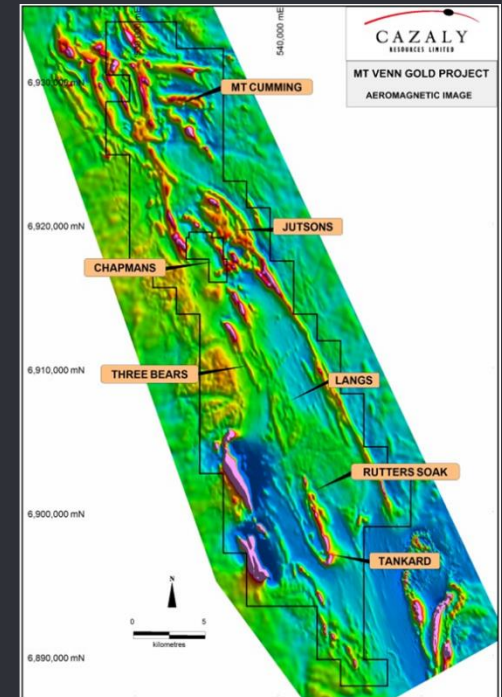 CAZALY
RESOURCES LIMITED
MT VENN GOLD PROJECT
AEROMAGNETIC IMAGE
540,000 mE
6,930,000 mN
MT CUMMING
6,920,000 mN
JUTSONS
CHAPMANS
6,910,000 mN
THREE BEARS
LANGS
RUTTERS SOAK
6,900,000 mN
TANKARD
N
0 5
kilometres
6,890,000 mN